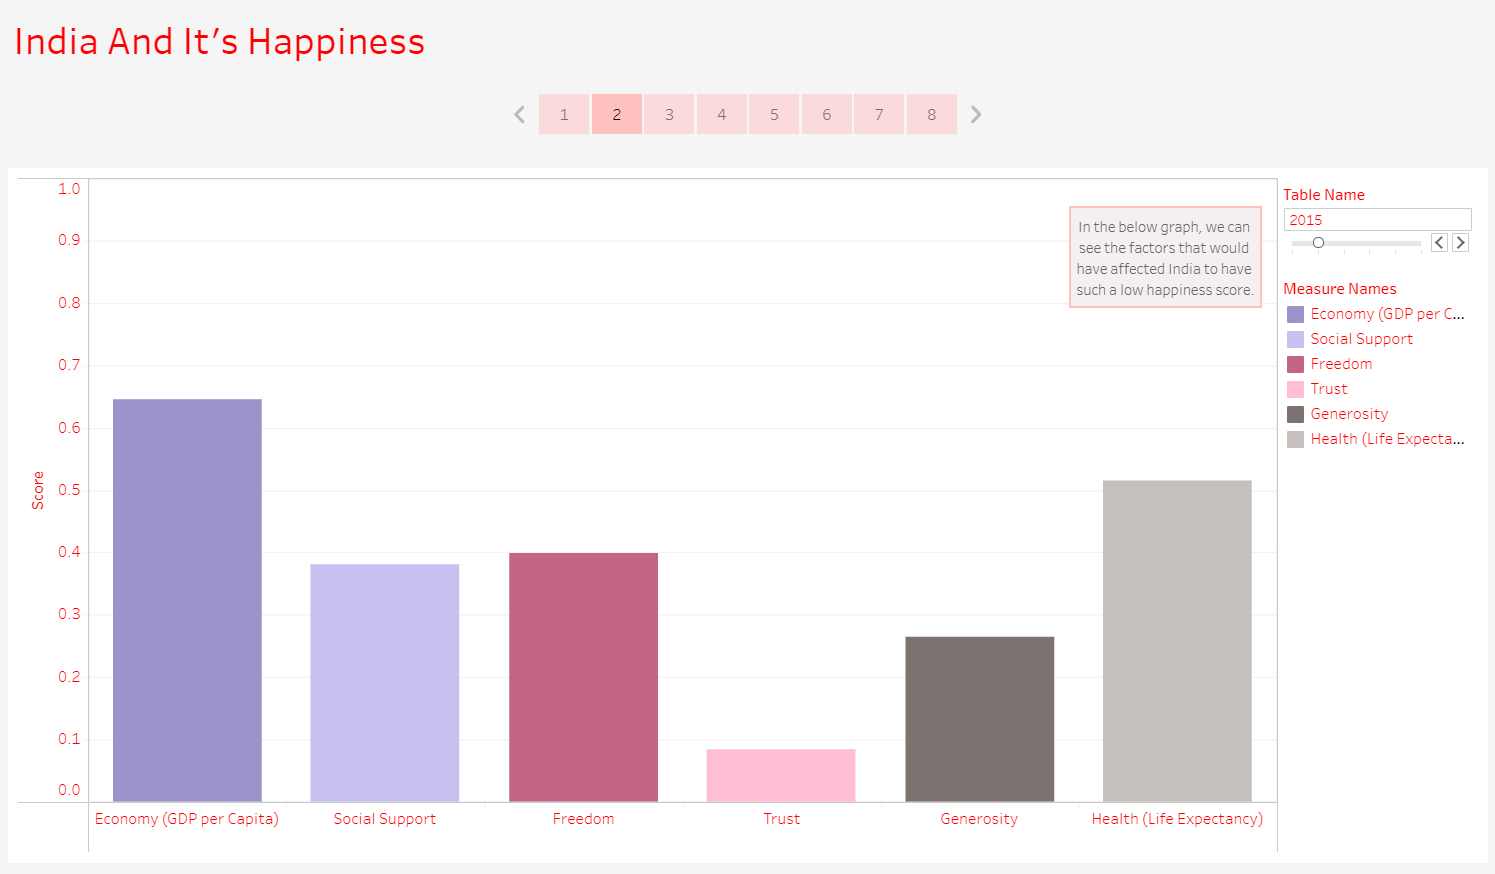 India And It’s Happiness
1 2 3 4 5 6 7 8
1.0
0.9
0.8
0.7
0.6
0.5
0.4
0.3
0.2
0.1
0.0
Score
In the below graph, we can
see the factors that would
have affected India to have
such a low happiness score.
Economy (GDP per Capita) Social Support Freedom Trust Generosity Health (Life Expectancy)
Table Name
2015
Measure Names
Economy (GDP per C...
Social Support
Freedom
Trust
Generosity
Health (Life Expecta...